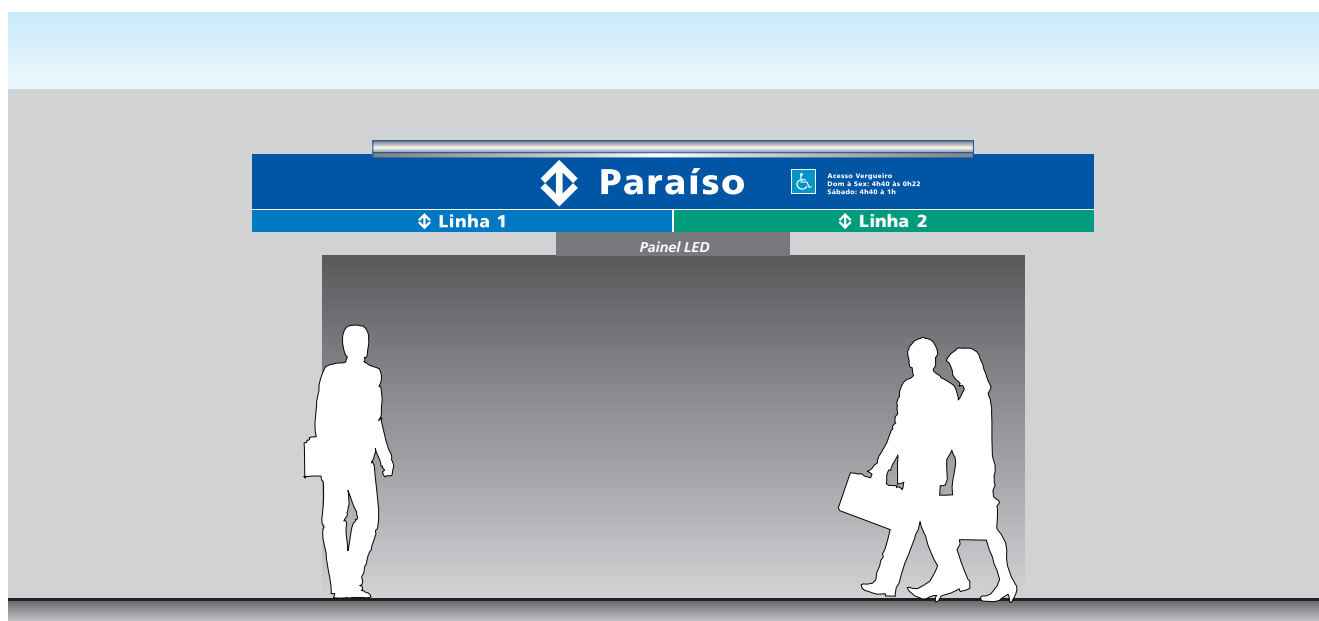 Paraíso
Acesso Vergueiro
Dom à Sex: 4h40 às 0h22
Sábado: 4h40 à 1h
Linha 1
Linha 2
Painel LED